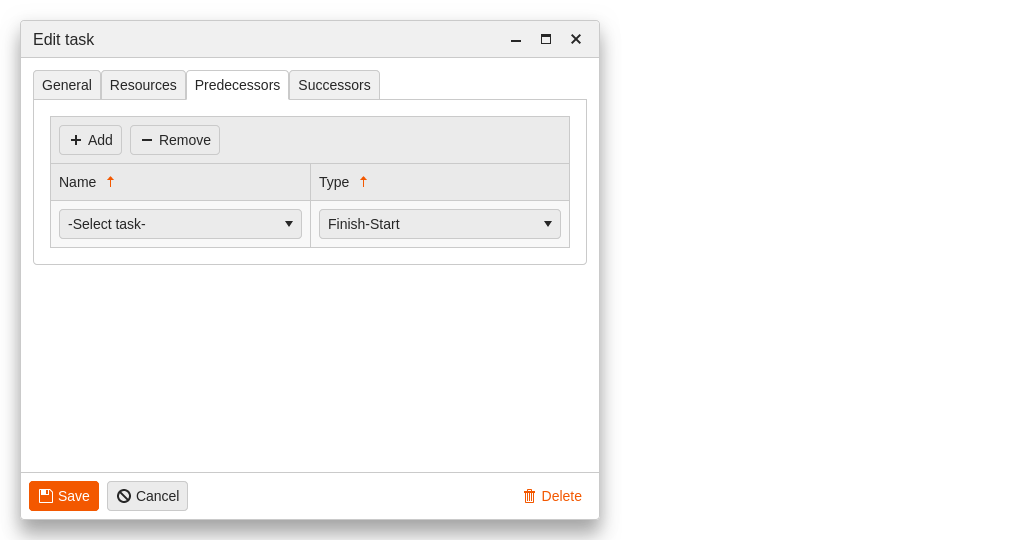 Edit task
General Resources Predecessors Successors
Add Remove
Name Type
-Select task- Finish-Start
Save Cancel Delete